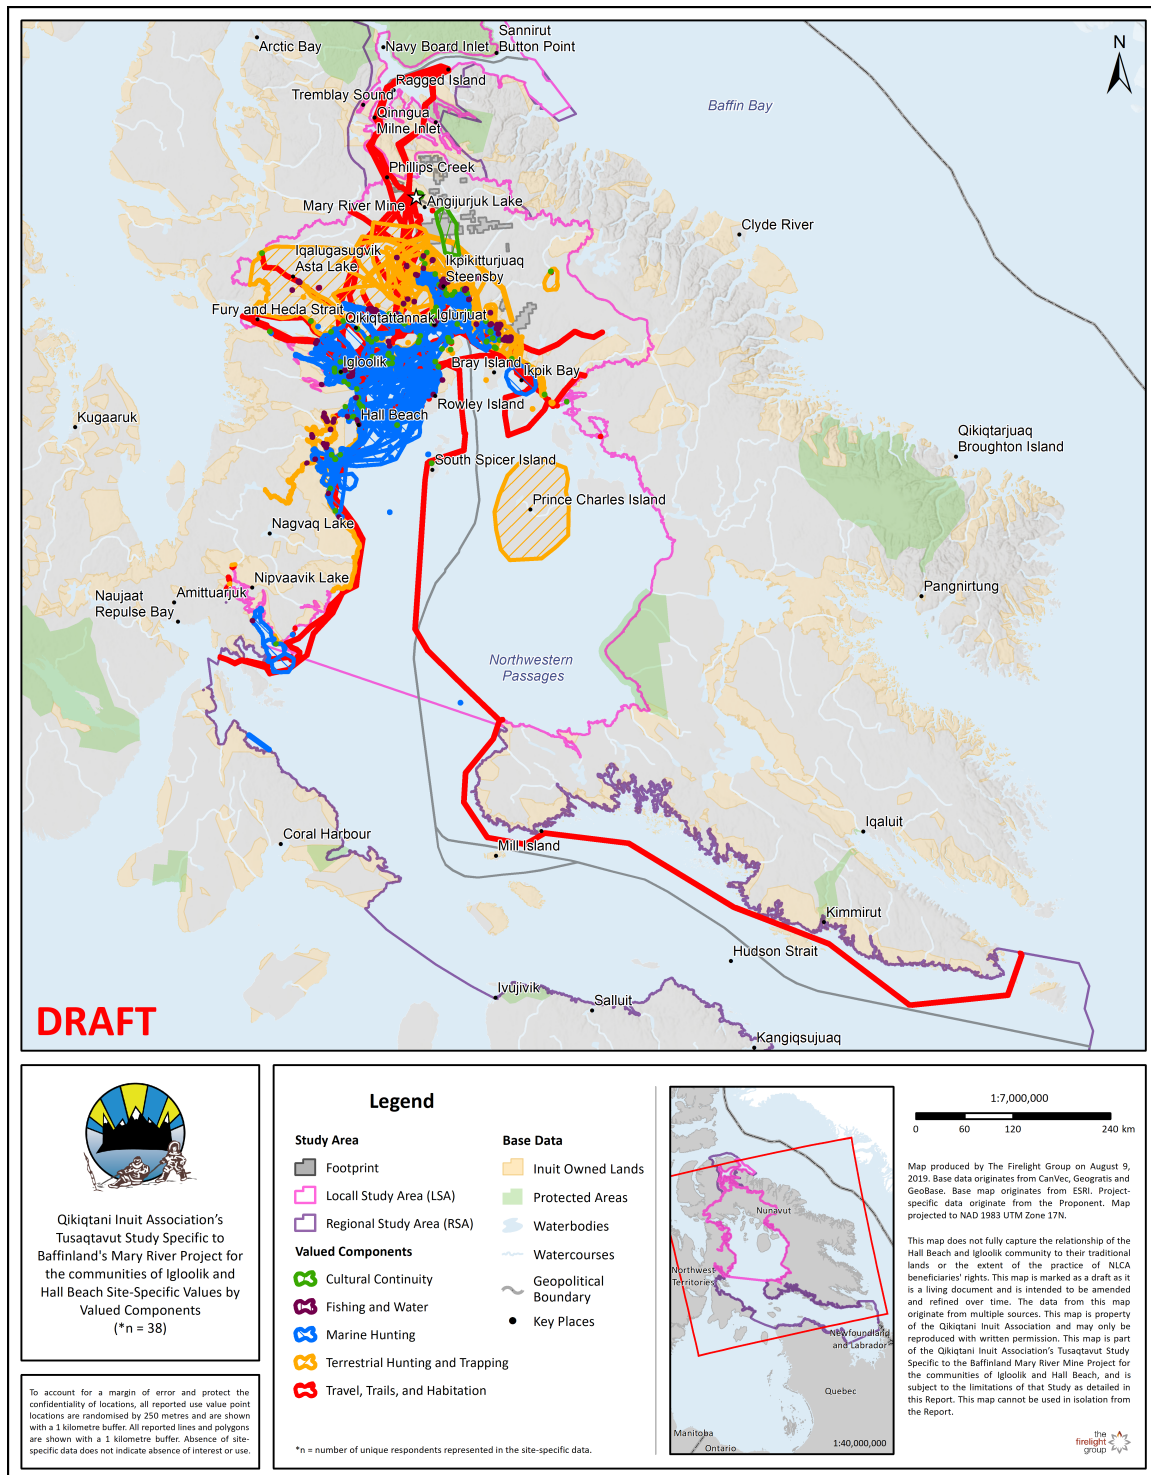 Arctic Bay
Navy Board Inlet
Sannirut
Button Point
N
Ragged Island
Tremblay Sound
Qinngua
Milne Inlet
Baffin Bay
Phillips Creek
Mary River Mine
Angijurjuk Lake
Clyde River
Iqalugasugvik
Asta Lake
Ikpikitturjuaq
Steensby
Fury and Hecla Strait
Qikiqtattannak
Iglurjuat
Igloolik
Bray Island
Ikpik Bay
Rowley Island
Hall Beach
Kugaaruk
Qikiqtarjuaq
Broughton Island
South Spicer Island
Prince Charles Island
Nagvaq Lake
Nipvaavik Lake
Naujaat
Repulse Bay
Amittuarjuk
Pangnirtung
Northwestern
Passages
Coral Harbour
Mill Island
Iqaluit
Kimmirut
Hudson Strait
Ivujivik
Salluit
Kangiqsujuaq
DRAFT
Qikiqtani Inuit Association's
Tusaqtavut Study Specific to
Baffinland's Mary River Project for
the communities of Igloolik and
Hall Beach Site-Specific Values by
Valued Components
(*n = 38)
To account for a margin of error and protect the
confidentiality of locations, all reported use value point
locations are randomised by 250 metres and are shown
with a 1 kilometre buffer. All reported lines and polygons
are shown with a 1 kilometre buffer. Absence of site-
specific data does not indicate absence of interest or use.
Legend
Study Area
Footprint
Locall Study Area (LSA)
Regional Study Area (RSA)
Valued Components
Cultural Continuity
Fishing and Water
Marine Hunting
Terrestrial Hunting and Trapping
Travel, Trails, and Habitation
Base Data
Inuit Owned Lands
Protected Areas
Waterbodies
Watercourses
Geopolitical
Boundary
Key Places
*n = number of unique respondents represented in the site-specific data.
Nunavut
Northwest
Territories
Newfoundland
and Labrador
Quebec
Manitoba
Ontario
1:40,000,000
1:7,000,000
0 60 120 240 km
Map produced by The Firelight Group on August 9,
2019. Base data originates from CanVec, Geogratis and
GeoBase. Base map originates from ESRI. Project-
specific data originate from the Proponent. Map
projected to NAD 1983 UTM Zone 17N.
This map does not fully capture the relationship of the
Hall Beach and Igloolik community to their traditional
lands or the extent of the practice of NLCA
beneficiaries' rights. This map is marked as a draft as it
is a living document and is intended to be amended
and refined over time. The data from this map
originate from multiple sources. This map is property
of the Qikiqtani Inuit Association and may only be
reproduced with written permission. This map is part
of the Qikiqtani Inuit Association's Tusaqtavut Study
Specific to the Baffinland Mary River Mine Project for
the communities of Igloolik and Hall Beach, and is
subject to the limitations of that Study as detailed in
this Report. This map cannot be used in isolation from
the Report.
the
firelight
group